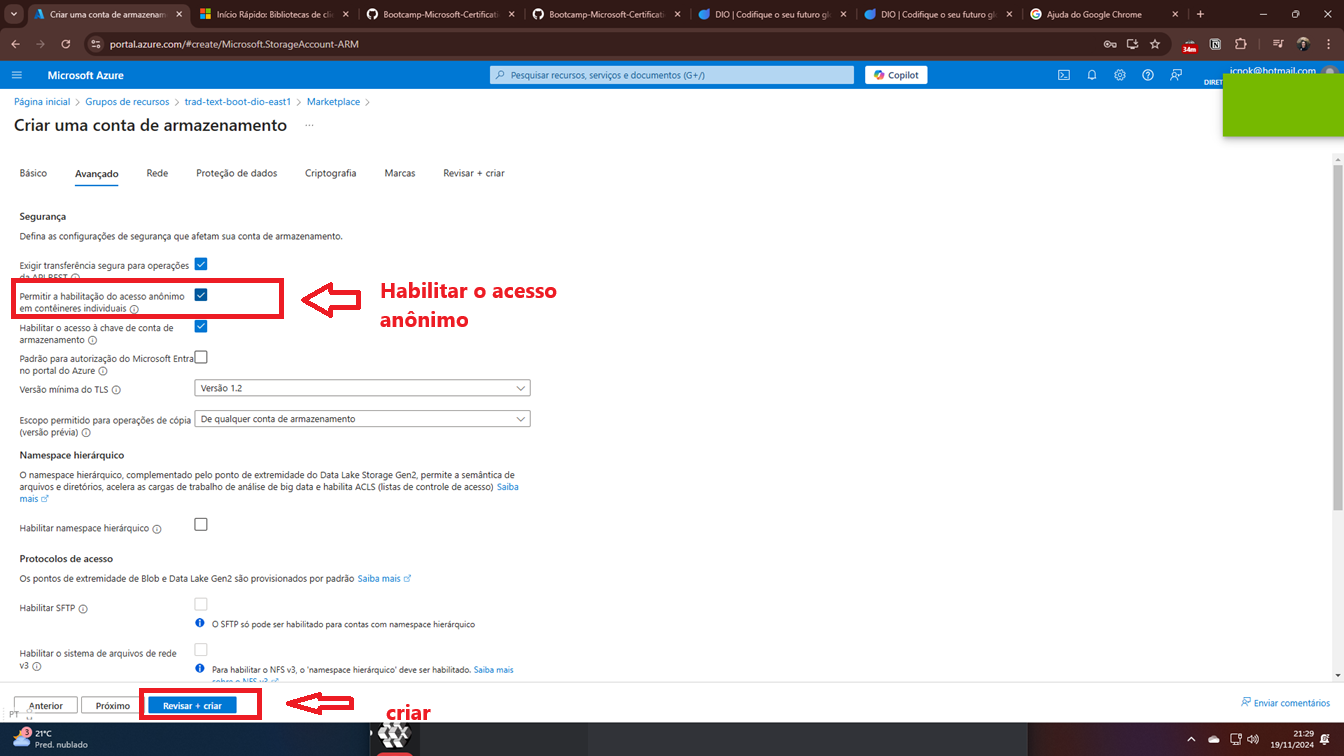 Criar uma conta de armazenamen
Início Rápido: Bibliotecas de cli
Bootcamp-Microsoft-Certificati
Bootcamp-Microsoft-Certificati
DIO | Codifique o seu futuro gl
DIO | Codifique o seu futuro gl
Ajuda do Google Chrome
portal.azure.com/#create/Microsoft.StorageAccount-ARM
34m
Microsoft Azure
Pesquisar recursos, serviços e documentos (G+/)
Copilot
jcnok@hotmail.com
DIRET
Página inicial > Grupos de recursos > trad-text-boot-dio-east1 > Marketplace >
Criar uma conta de armazenamento ...
Básico
Avançado
Rede
Proteção de dados
Criptografia
Marcas
Revisar + criar
Segurança
Defina as configurações de segurança que afetam sua conta de armazenamento.
Exigir transferência segura para operações
da API REST
Permitir a habilitação do acesso anônimo
em contêineres individuais
Habilitar o acesso
anônimo
Habilitar o acesso à chave de conta de
armazenamento
Padrão para autorização do Microsoft Entra
no portal do Azure
Versão mínima do TLS
Versão 1.2
Escopo permitido para operações de cópia
(versão prévia)
De qualquer conta de armazenamento
Namespace hierárquico
O namespace hierárquico, complementado pelo ponto de extremidade do Data Lake Storage Gen2, permite a semântica de
arquivos e diretórios, acelera as cargas de trabalho de análise de big data e habilita ACLS (listas de controle de acesso) Saiba
mais
Habilitar namespace hierárquico
Protocolos de acesso
Os pontos de extremidade de Blob e Data Lake Gen2 são provisionados por padrão Saiba mais
Habilitar SFTP
O SFTP só pode ser habilitado para contas com namespace hierárquico
Habilitar o sistema de arquivos de rede
v3
Para habilitar o NFS v3, o 'namespace hierárquico' deve ser habilitado. Saiba mais
sobre o NFS v3
Anterior
Próximo
Revisar + criar
criar
Enviar comentários
PT
3
21°C
Pred. nublado
21:29
19/11/2024